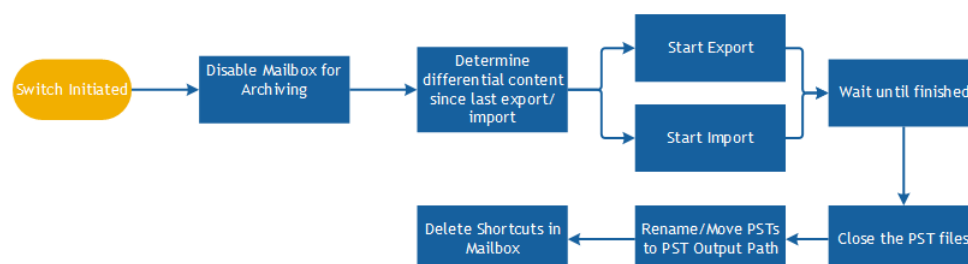 Switch Initiated
Disable Mailbox for
Archiving
Determine
differential content
since last export/
import
Start Export
Start Import
Wait until finished
Close the PST files
Rename/Move PSTs
to PST Output Path
Delete Shortcuts in
Mailbox